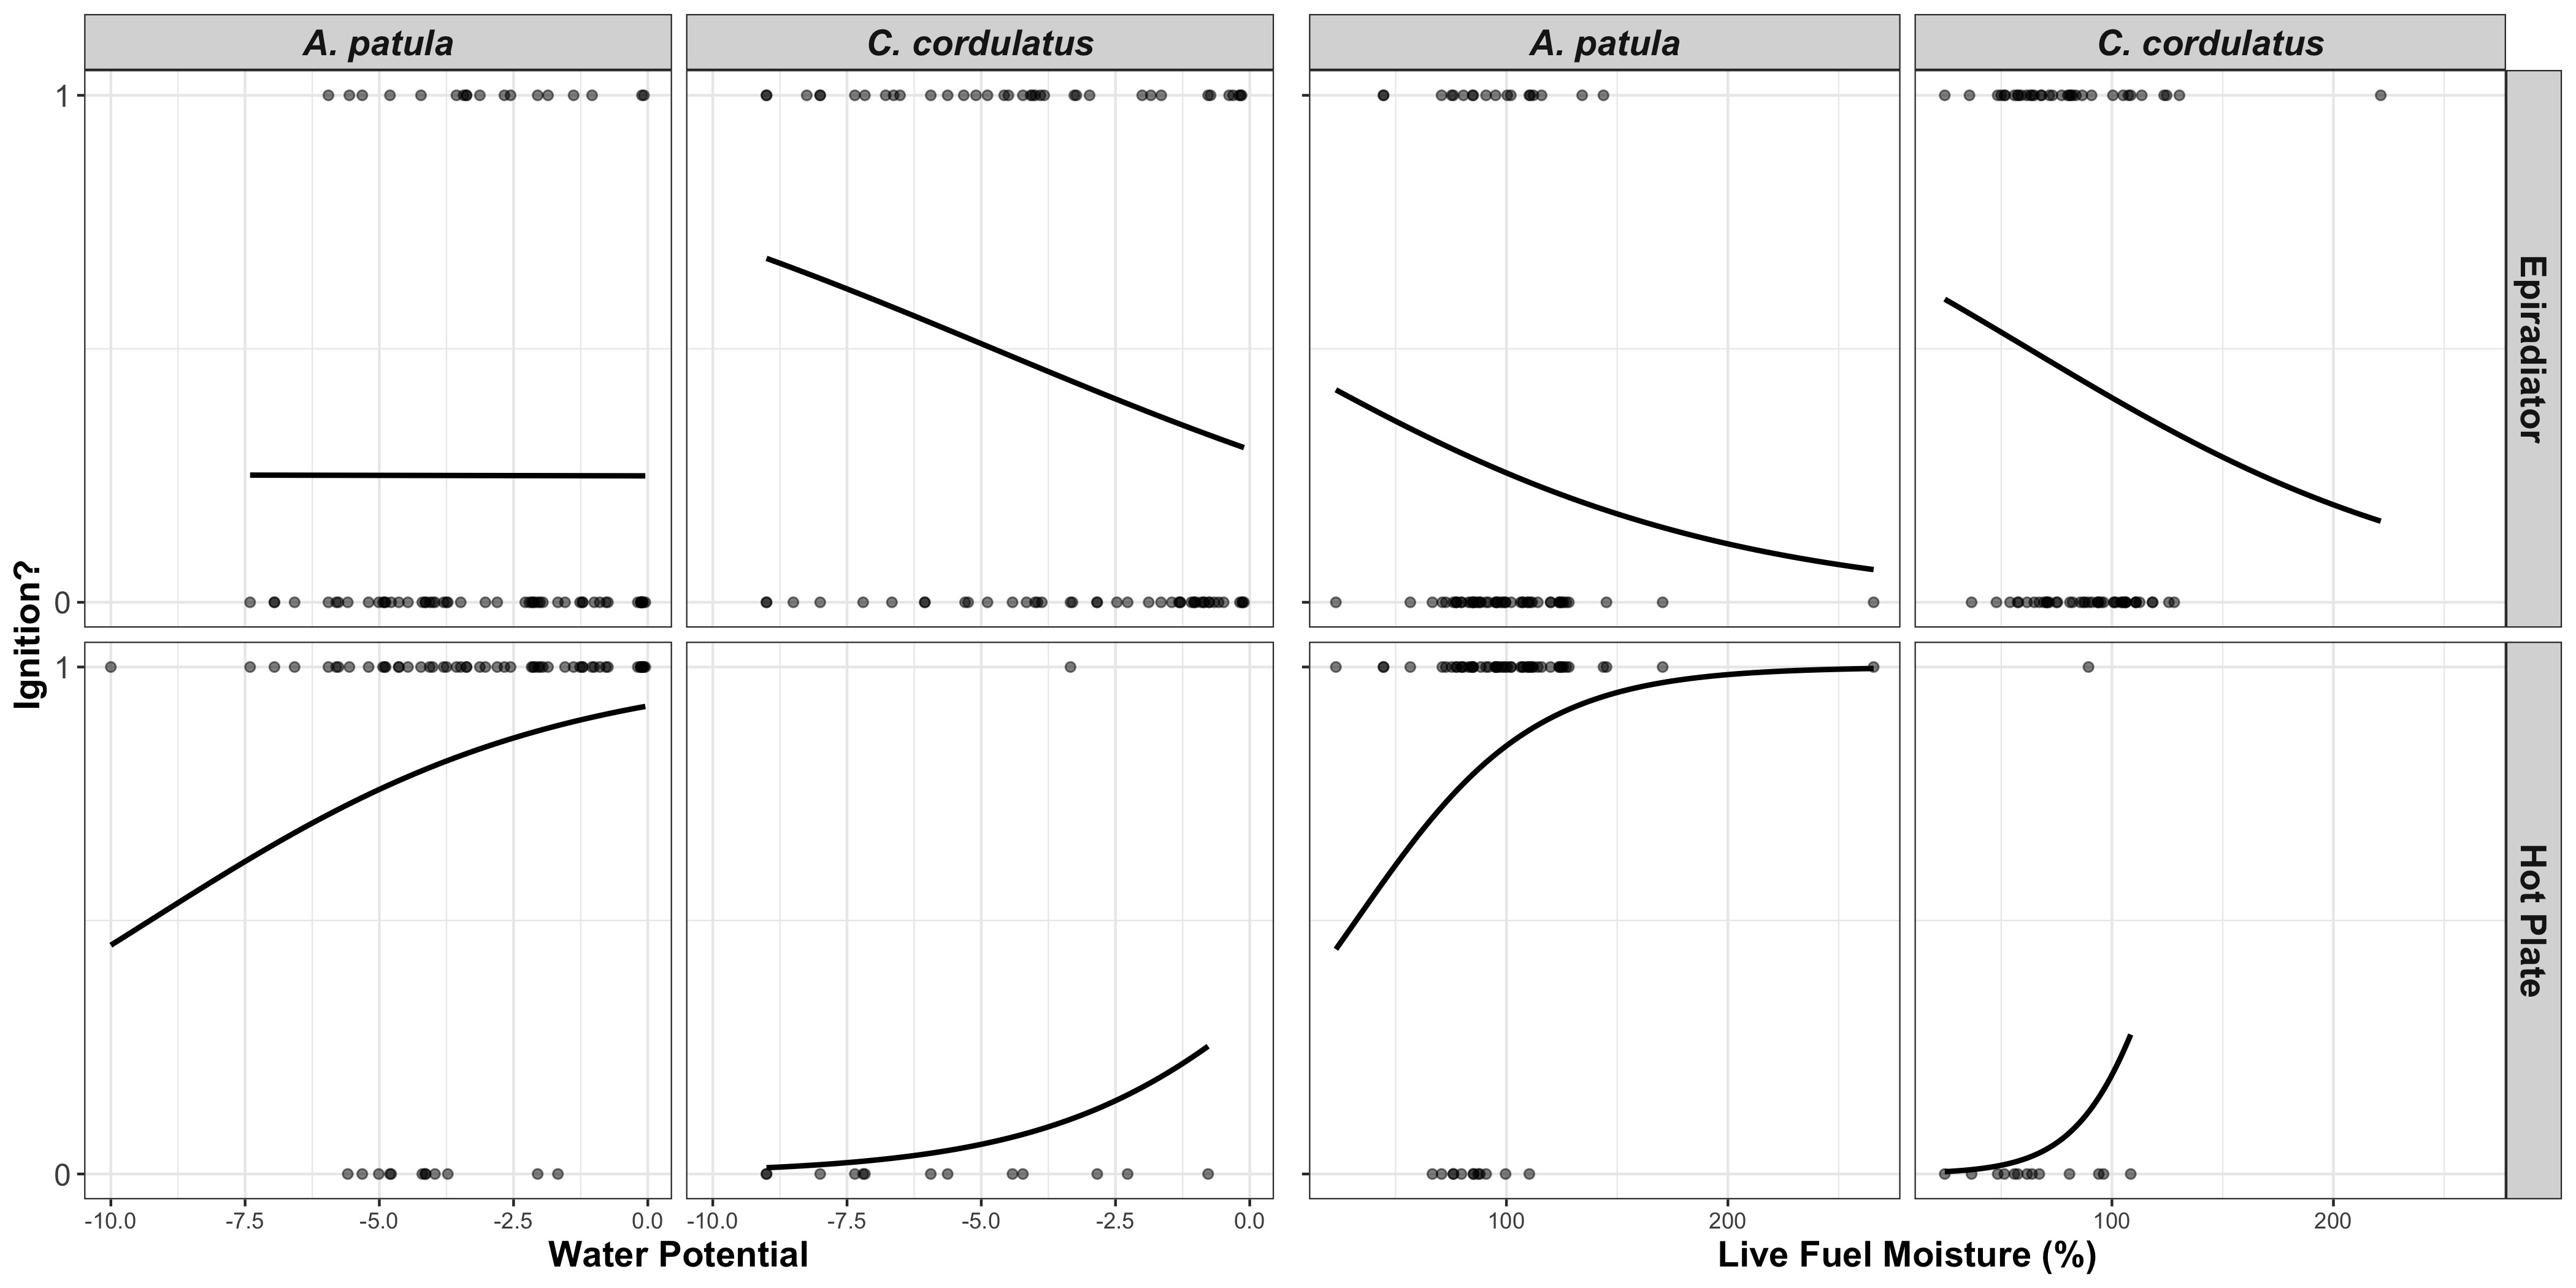 A. patula
C. cordulatus
A. patula
C. cordulatus
1
0
Epiradiator
Ignition?
1
0
Hot Plate
-10.0 -7.5 -5.0 -2.5 0.0
-10.0 -7.5 -5.0 -2.5 0.0
100 200
100 200
Water Potential
Live Fuel Moisture (%)